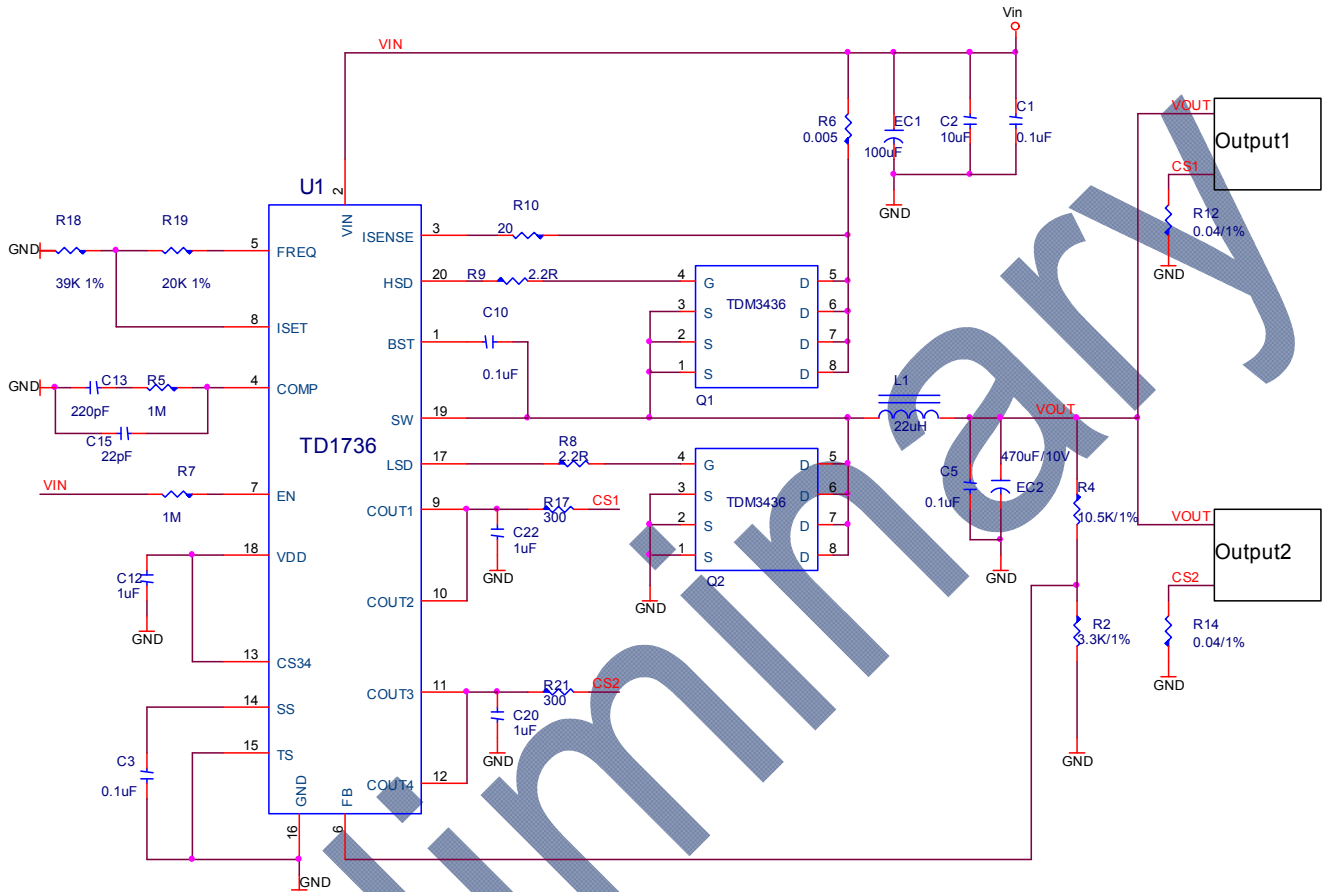 Vin
VIN
R6
0.005
EC1
100uF
C2
10uF
C1
0.1uF
VOUT
Output1
CS1
R12
0.04/1%
GND
GND
U1
2
VIN
R18
R19
GND
39K 1%
20K 1%
5
FREQ
ISENSE
3
R10
20
HSD
20
R9
2.2R
4
G
D
5
3
S
TDM3436
D
6
2
S
D
7
1
S
D
8
Q1
8
ISET
BST
1
C10
0.1uF
GND
C13
R5
220pF
1M
C15
22pF
4
COMP
SW
19
L1
22uH
VOUT
TD1736
LSD
17
R8
2.2R
4
G
D
5
3
S
TDM3436
D
6
2
S
D
7
1
S
D
8
Q2
GND
C5
0.1uF
470uF/10V
EC2
GND
R4
10.5K/1%
VIN
R7
1M
7
EN
COUT1
9
R17
300
CS1
C22
1uF
GND
VOUT
Output2
CS2
R14
0.04/1%
GND
18
VDD
C12
1uF
GND
COUT2
10
R2
3.3K/1%
GND
13
CS34
COUT3
11
R21
300
CS2
C20
1uF
GND
14
SS
15
TS
C3
0.1uF
COUT4
12
GND
16
FB
6
GND
liminary